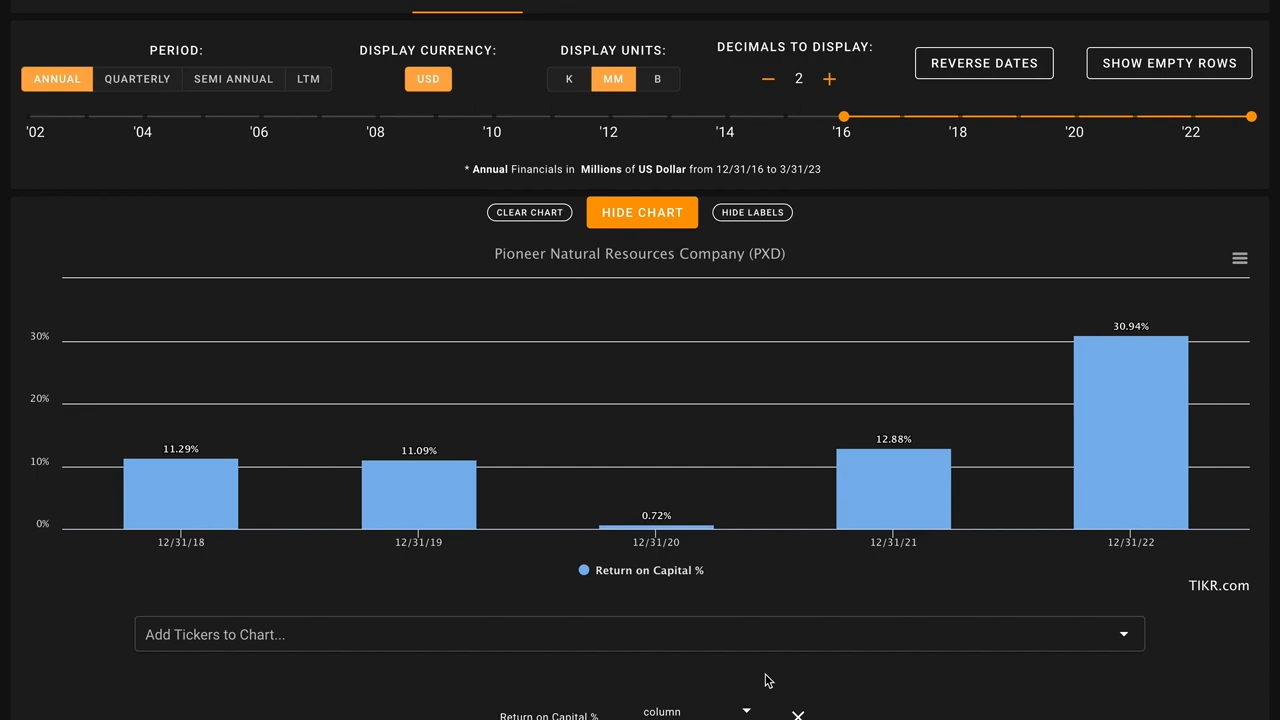 PERIOD:
DISPLAY CURRENCY:
DISPLAY UNITS:
DECIMALS TO DISPLAY:
ANNUAL QUARTERLY SEMI ANNUAL LTM
USD
K MM B
2
REVERSE DATES
SHOW EMPTY ROWS
'02 '04 '06 '08 '10 '12 '14 '16 '18 '20 '22
* Annual Financials in Millions of US Dollar from 12/31/16 to 3/31/23
CLEAR CHART HIDE CHART HIDE LABELS
Pioneer Natural Resources Company (PXD)
30.94%
30%
20%
12.88%
11.29%
11.09%
10%
0.72%
0%
12/31/18 12/31/19 12/31/20 12/31/21 12/31/22
Return on Capital %
TIKR.com
Add Tickers to Chart...
Return on Capital % column